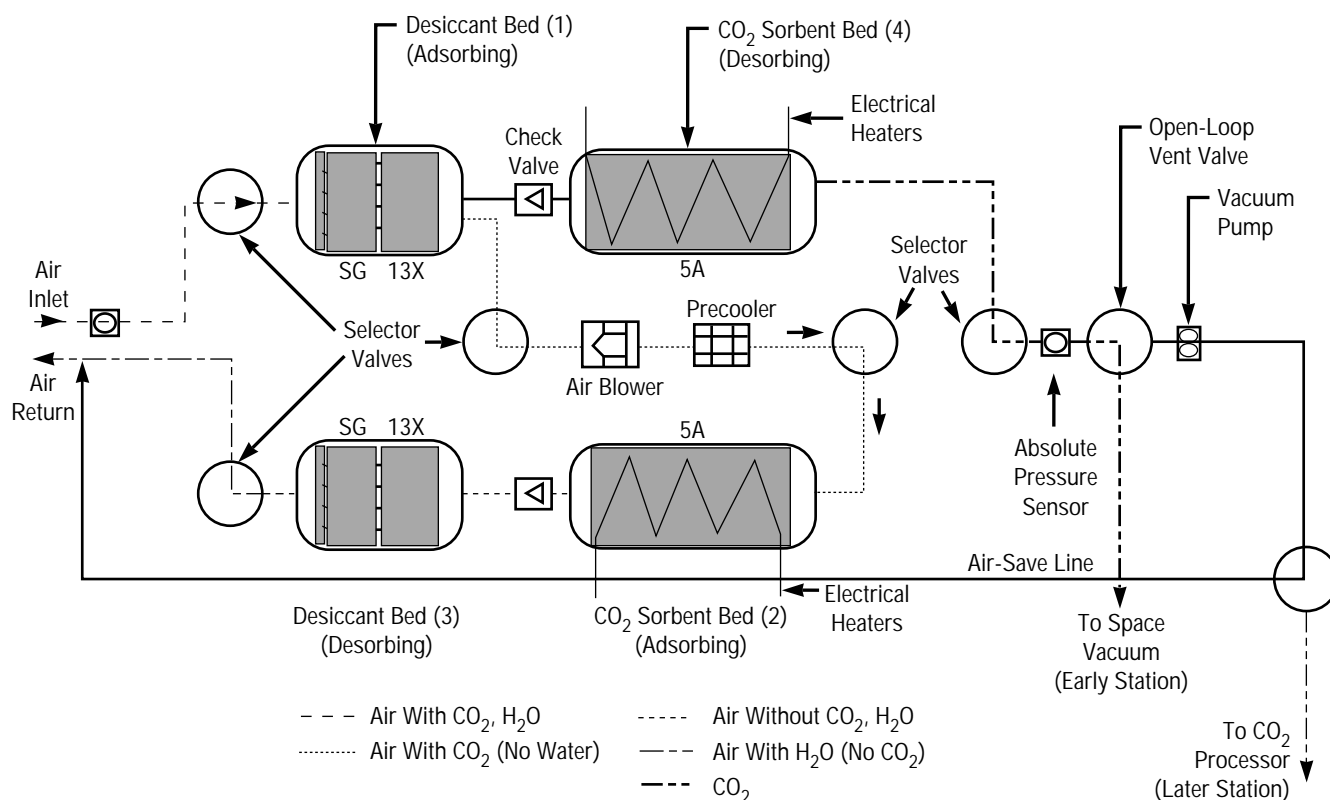 Desiccant Bed (1)
(Adsorbing)
CO2 Sorbent Bed (4)
(Desorbing)
Electrical
Heaters
Check
Valve
Open-Loop
Vent Valve
Vacuum
Pump
SG 13X
5A
Selector
Valves
Air
Inlet
Selector
Valves
Precooler
Air Blower
Air
Return
SG 13X
5A
Absolute
Pressure
Sensor
Air-Save Line
Desiccant Bed (3)
(Desorbing)
CO2 Sorbent Bed (2)
(Adsorbing)
Electrical
Heaters
To Space
Vacuum
(Early Station)
To CO2
Processor
(Later Station)
Air With CO2, H2O
Air Without CO2, H2O
Air With CO2 (No Water)
Air With H2O (No CO2)
CO2